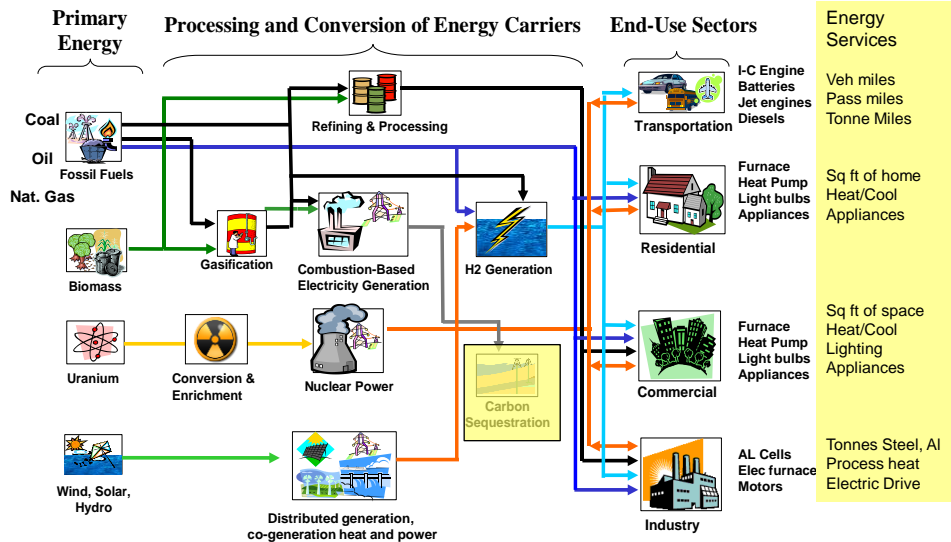 Primary
Energy
Processing and Conversion of Energy Carriers
End-Use Sectors
Energy
Services
Coal
Oil
Nat. Gas
Fossil Fuels
Biomass
Uranium
Wind, Solar,
Hydro
Refining & Processing
Gasification
Combustion-Based
Electricity Generation
H2 Generation
Conversion &
Enrichment
Nuclear Power
Carbon
Sequestration
Distributed generation,
co-generation heat and power
Transportation
I-C Engine
Batteries
Jet engines
Diesels
Veh miles
Pass miles
Tonne Miles
Residential
Furnace
Heat Pump
Light bulbs
Appliances
Sq ft of home
Heat/Cool
Appliances
Commercial
Furnace
Heat Pump
Light bulbs
Appliances
Sq ft of space
Heat/Cool
Lighting
Appliances
Industry
AL Cells
Elec furnace
Motors
Tonnes Steel, Al
Process heat
Electric Drive